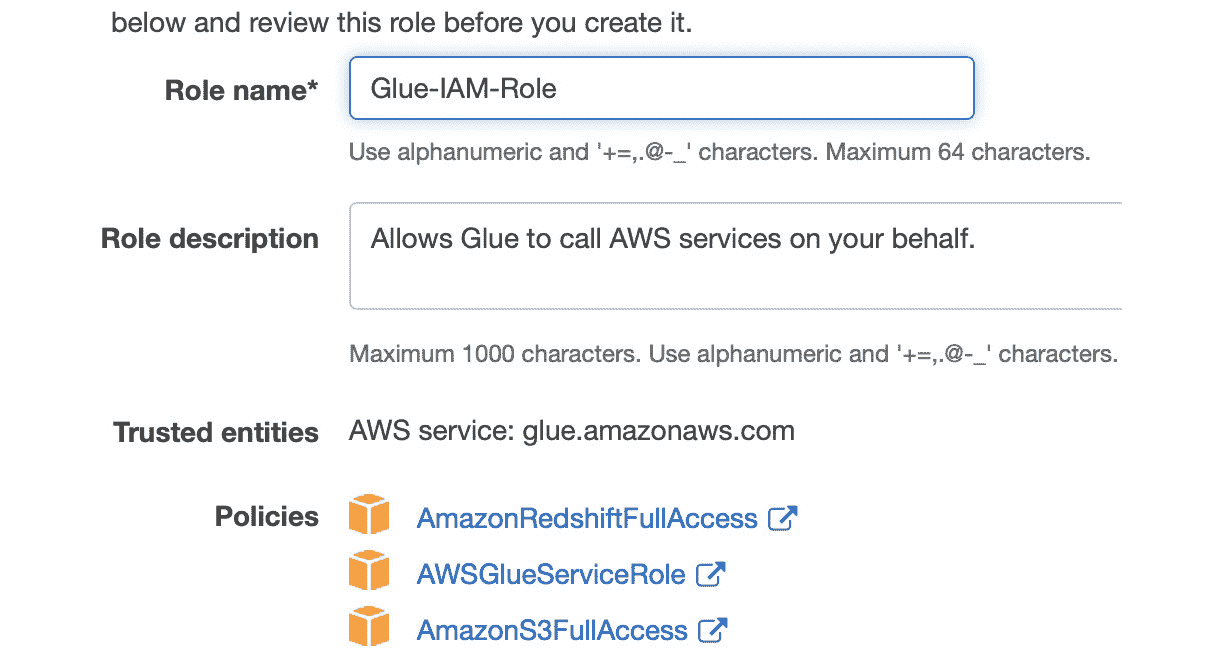 below and review this role before you create it.
Role name* Glue-IAM-Role
Use alphanumeric and '+=,.@-_' characters. Maximum 64 characters.
Role description Allows Glue to call AWS services on your behalf.
Maximum 1000 characters. Use alphanumeric and '+=,.@-_' characters.
Trusted entities AWS service: glue.amazonaws.com
Policies AmazonRedshiftFullAccess
AWSGlueServiceRole
AmazonS3FullAccess